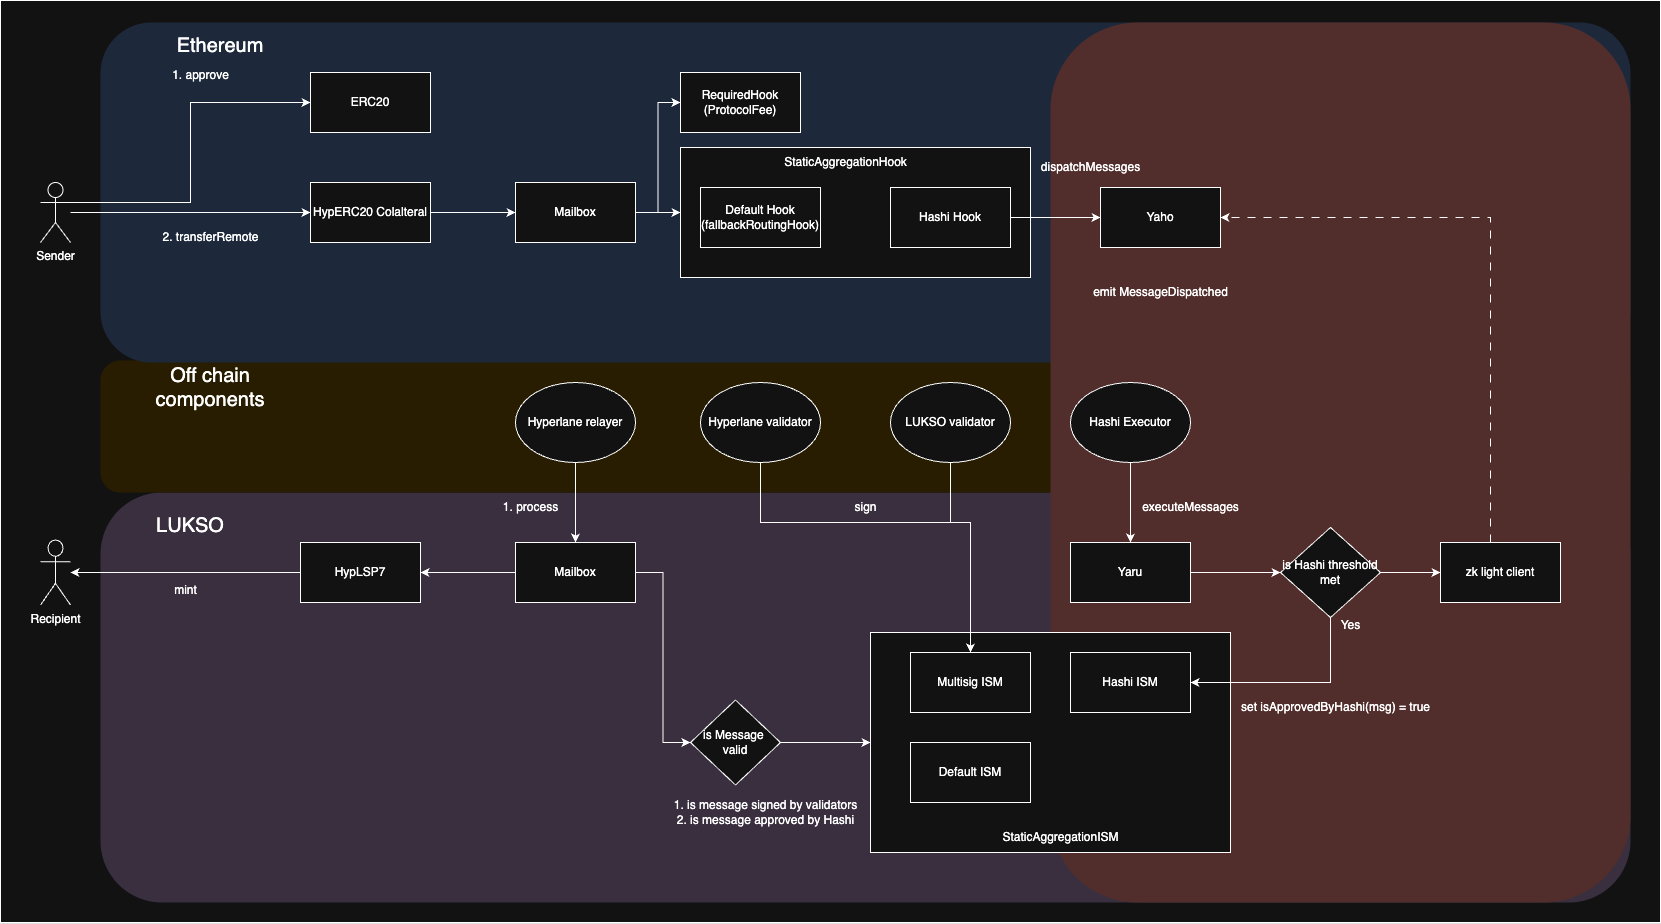 Ethereum
1. approve
ERC20
RequiredHook
(ProtocolFee)
StaticAggregationHook
dispatchMessages
HypERC20 Colalteral
Mailbox
Default Hook
(fallbackRoutingHook)
Hashi Hook
Yaho
2. transferRemote
Sender
emit MessageDispatched
Off chain
components
Hyperlane relayer
Hyperlane validator
LUKSO validator
Hashi Executor
1. process
sign
executeMessages
LUKSO
HypLSP7
Mailbox
Yaru
is Hashi threshold
met
zk light client
mint
Recipient
Yes
Multisig ISM
Hashi ISM
set isApprovedByHashi(msg) = true
is Message
valid
Default ISM
1. is message signed by validators
2. is message approved by Hashi
StaticAggregationISM